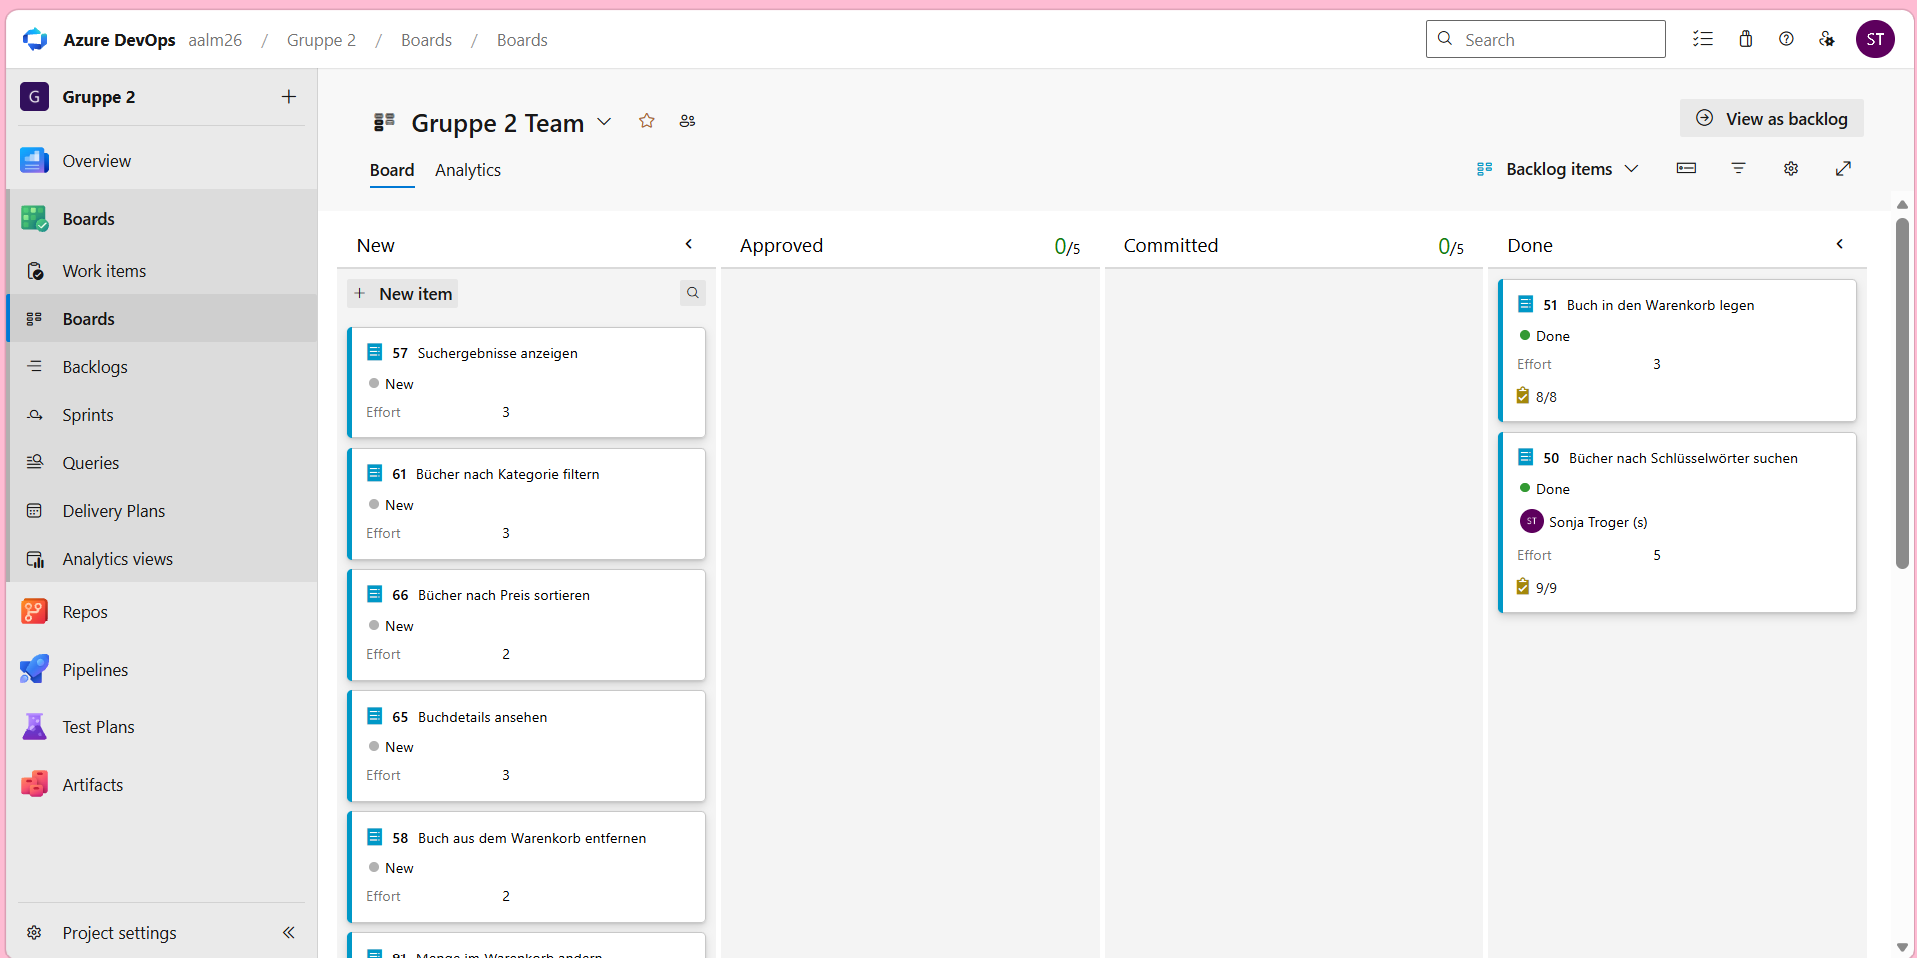 Azure DevOps aalm26 / Gruppe 2 / Boards / Boards
Search
ST
G Gruppe 2
Overview
Boards
Work items
Boards
Backlogs
Sprints
Queries
Delivery Plans
Analytics views
Repos
Pipelines
Test Plans
Artifacts
Project settings
Gruppe 2 Team
View as backlog
Board Analytics
Backlog items
New
New item
57 Suchergebnisse anzeigen
New
Effort 3
61 Bücher nach Kategorie filtern
New
Effort 3
66 Bücher nach Preis sortieren
New
Effort 2
65 Buchdetails ansehen
New
Effort 3
58 Buch aus dem Warenkorb entfernen
New
Effort 2
Menge im Warenkorb
Approved 0/5
Committed 0/5
Done
51 Buch in den Warenkorb legen
Done
Effort 3
8/8
50 Bücher nach Schlüsselwörter suchen
Done
ST Sonja Troger (s)
Effort 5
9/9